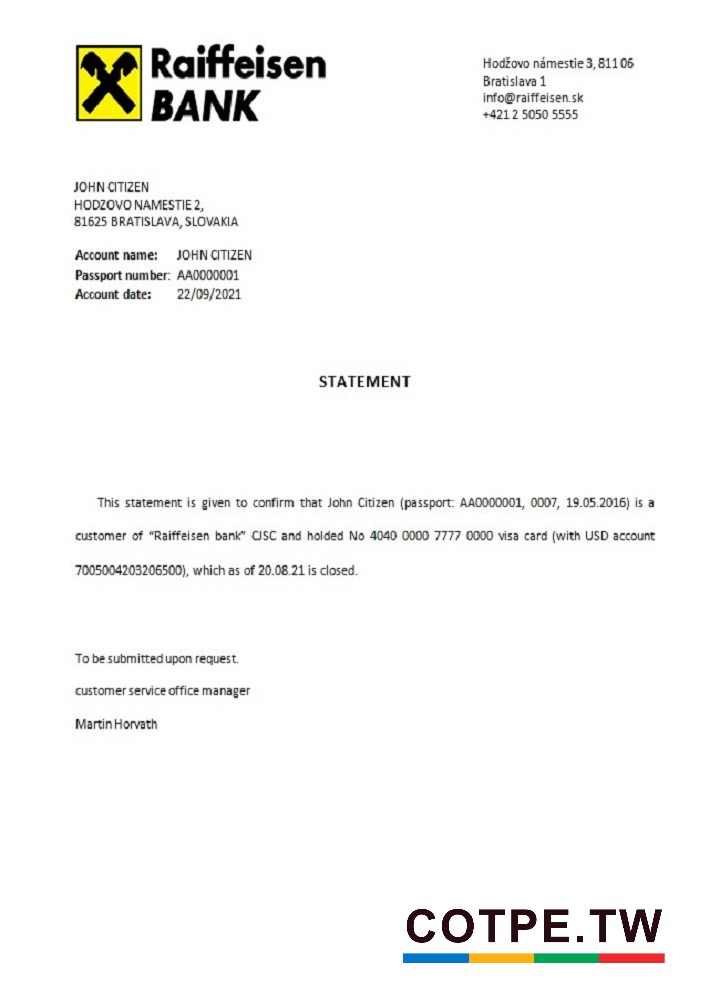 Raiffeisen
BANK
Hodžovo námestie 3, 811 06
Bratislava 1
info@raiffeisen.sk
+421 2 5050 5555
JOHN CITIZEN
HODZOVO NAMESTIE 2,
81625 BRATISLAVA, SLOVAKIA
Account name: JOHN CITIZEN
Passport number: AA0000001
Account date: 22/09/2021
STATEMENT
This statement is given to confirm that John Citizen (passport: AA0000001, 0007, 19.05.2016) is a
customer of “Raiffeisen bank” CJSC and holded No 4040 0000 7777 0000 visa card (with USD account
7005004203206500), which as of 20.08.21 is closed.
To be submitted upon request.
customer service office manager
Martin Horvath
COTPE.TW